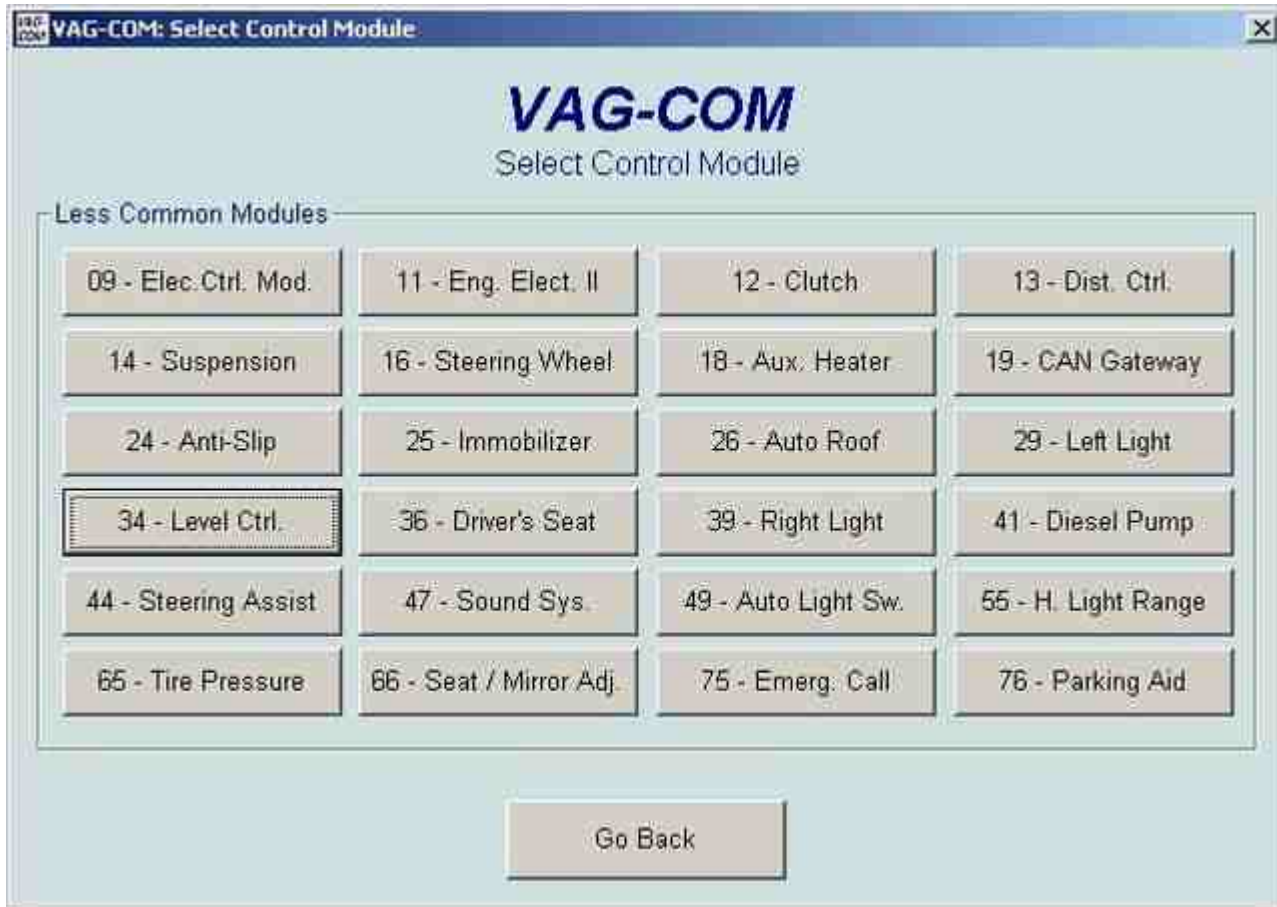 VAG-COM: Select Control Module
VAG-COM
Select Control Module
Less Common Modules
09 - Elec.Ctrl. Mod.
11 - Eng. Elect. II
12 - Clutch
13 - Dist. Ctrl.
14 - Suspension
16 - Steering Wheel
18 - Aux. Heater
19 - CAN Gateway
24 - Anti-Slip
25 - Immobilizer
26 - Auto Roof
29 - Left Light
34 - Level Ctrl.
36 - Driver's Seat
39 - Right Light
41 - Diesel Pump
44 - Steering Assist
47 - Sound Sys.
49 - Auto Light Sw.
55 - H. Light Range
65 - Tire Pressure
66 - Seat / Mirror Adj.
75 - Emerg. Call
76 - Parking Aid
Go Back